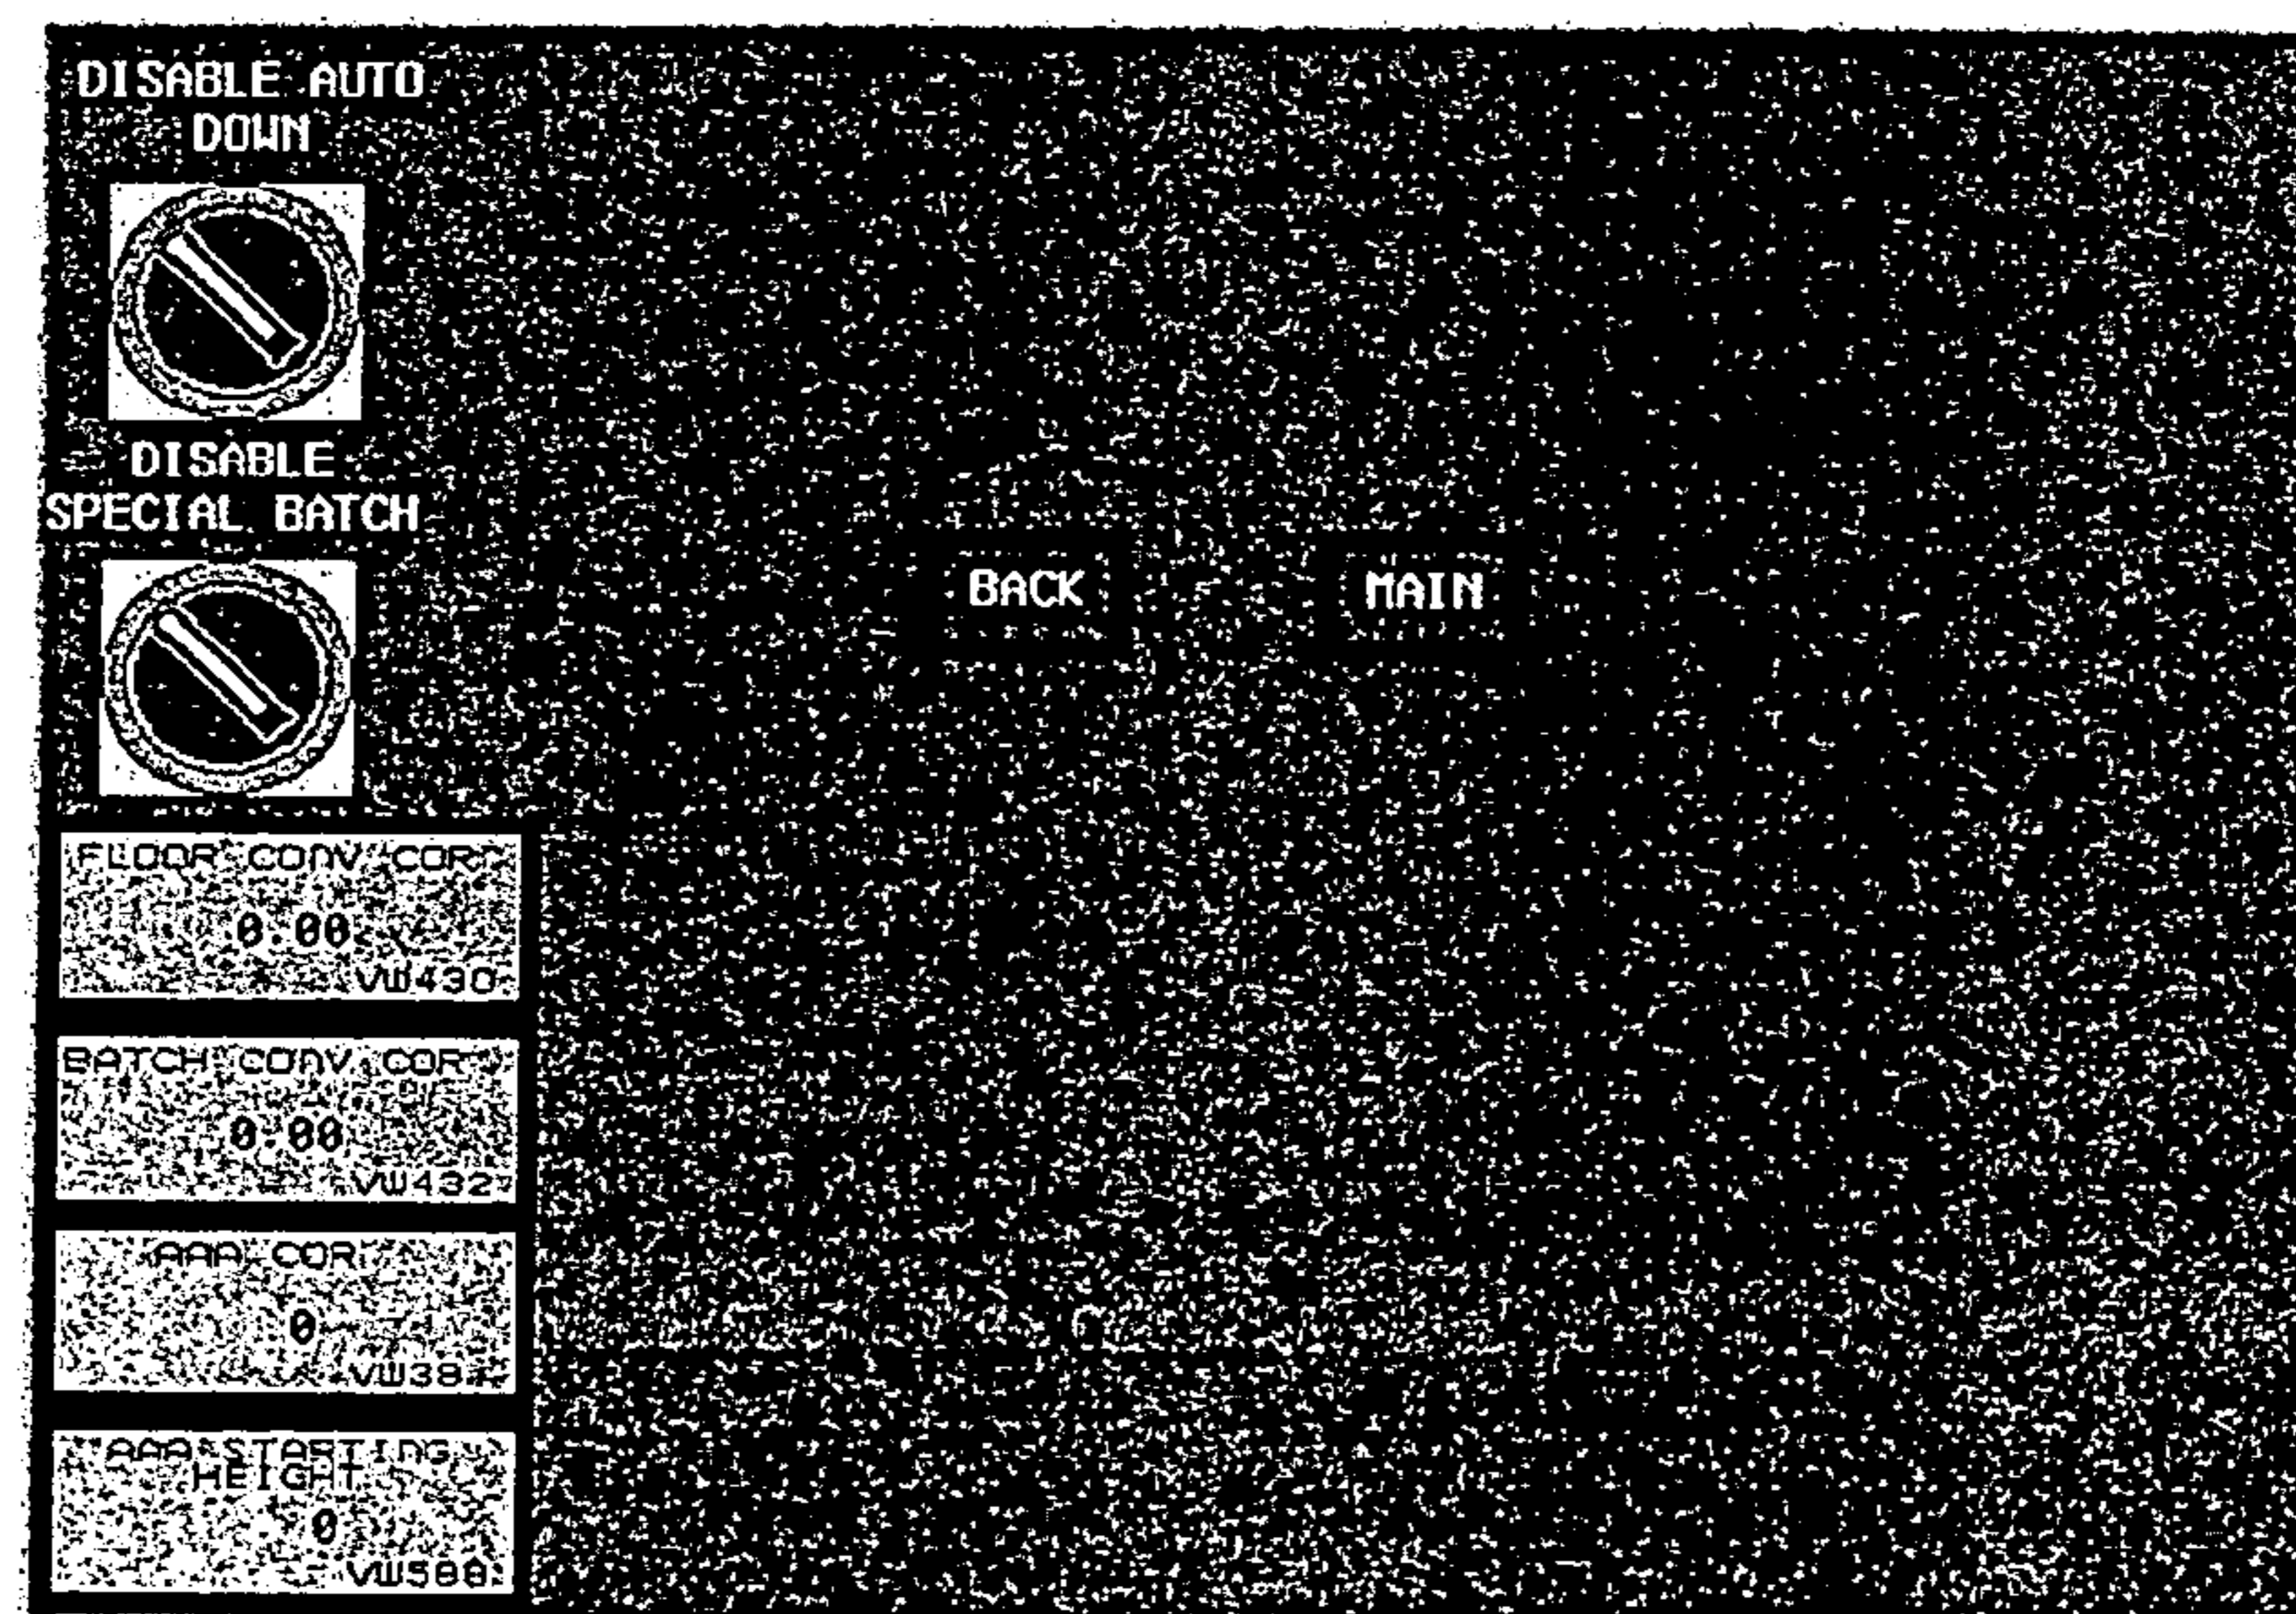 DISABLE AUTO
DOWN
DISABLE
SPECIAL BATCH
BACK
MAIN
FLOOR CONV COR
0.00
VW430
BATCH CONV COR
0.00
VW432
AAA COR
0
VW38
AAA STARTING
HEIGHT
0